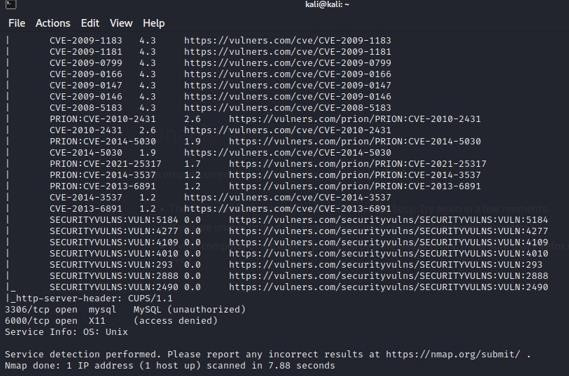 kali@kali: ~
File Actions Edit View Help
| CVE-2009-1183 4.3 https://vulners.com/cve/CVE-2009-1183
| CVE-2009-1181 4.3 https://vulners.com/cve/CVE-2009-1181
| CVE-2009-0799 4.3 https://vulners.com/cve/CVE-2009-0799
| CVE-2009-0166 4.3 https://vulners.com/cve/CVE-2009-0166
| CVE-2009-0147 4.3 https://vulners.com/cve/CVE-2009-0147
| CVE-2009-0146 4.3 https://vulners.com/cve/CVE-2009-0146
| CVE-2008-5183 4.3 https://vulners.com/cve/CVE-2008-5183
| PRION:CVE-2010-2431 2.6 https://vulners.com/prion/PRION:CVE-2010-2431
| CVE-2010-2431 2.6 https://vulners.com/cve/CVE-2010-2431
| PRION:CVE-2014-5030 1.9 https://vulners.com/prion/PRION:CVE-2014-5030
| CVE-2014-5030 1.9 https://vulners.com/cve/CVE-2014-5030
| PRION:CVE-2021-25317 1.7 https://vulners.com/prion/PRION:CVE-2021-25317
| PRION:CVE-2014-3537 1.2 https://vulners.com/prion/PRION:CVE-2014-3537
| PRION:CVE-2013-6891 1.2 https://vulners.com/prion/PRION:CVE-2013-6891
| CVE-2014-3537 1.2 https://vulners.com/cve/CVE-2014-3537
| CVE-2013-6891 1.2 https://vulners.com/cve/CVE-2013-6891
| SECURITYVULNS:VULN:5184 0.0 https://vulners.com/securityvulns/SECURITYVULNS:VULN:5184
| SECURITYVULNS:VULN:4277 0.0 https://vulners.com/securityvulns/SECURITYVULNS:VULN:4277
| SECURITYVULNS:VULN:4109 0.0 https://vulners.com/securityvulns/SECURITYVULNS:VULN:4109
| SECURITYVULNS:VULN:4010 0.0 https://vulners.com/securityvulns/SECURITYVULNS:VULN:4010
| SECURITYVULNS:VULN:293 0.0 https://vulners.com/securityvulns/SECURITYVULNS:VULN:293
| SECURITYVULNS:VULN:2888 0.0 https://vulners.com/securityvulns/SECURITYVULNS:VULN:2888
|_ SECURITYVULNS:VULN:2490 0.0 https://vulners.com/securityvulns/SECURITYVULNS:VULN:2490
|_http-server-header: CUPS/1.1
3306/tcp open mysql MySQL (unauthorized)
6000/tcp open X11 (access denied)
Service Info: OS: Unix
Service detection performed. Please report any incorrect results at https://nmap.org/submit/ .
Nmap done: 1 IP address (1 host up) scanned in 7.88 seconds